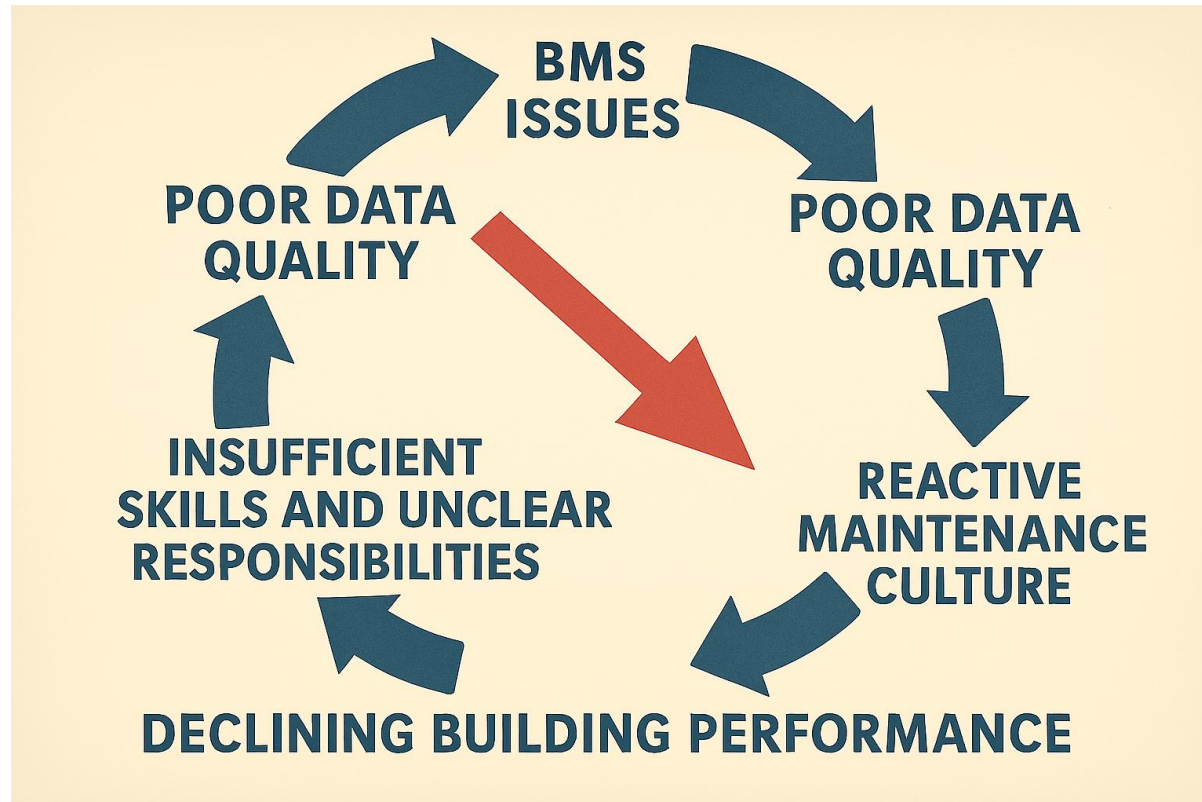 BMS
ISSUES
POOR DATA
QUALITY
POOR DATA
QUALITY
REACTIVE
MAINTENANCE
CULTURE
DECLINING BUILDING PERFORMANCE
INSUFFICIENT
SKILLS AND UNCLEAR
RESPONSIBILITIES